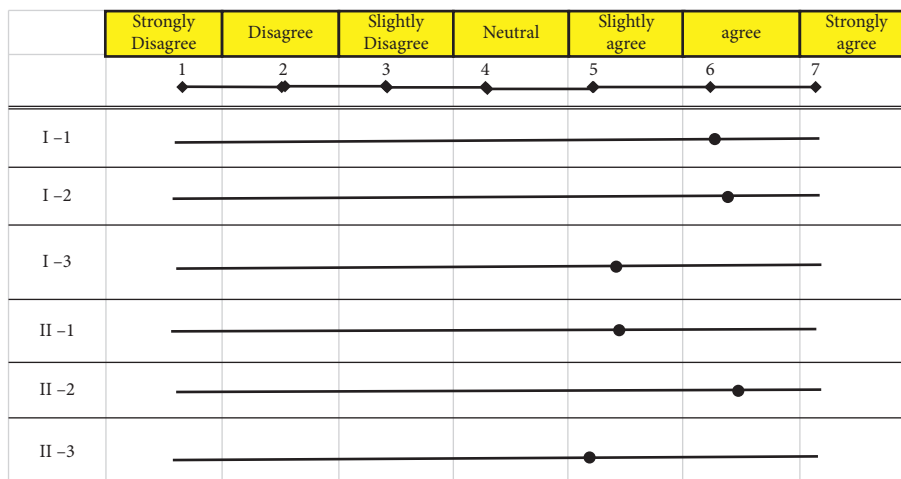 Strongly
Disagree
Disagree
Slightly
Disagree
Neutral
Slightly
agree
agree
Strongly
agree
1 2 3 4 5 6 7
I –1
I –2
I –3
II –1
II –2
II –3